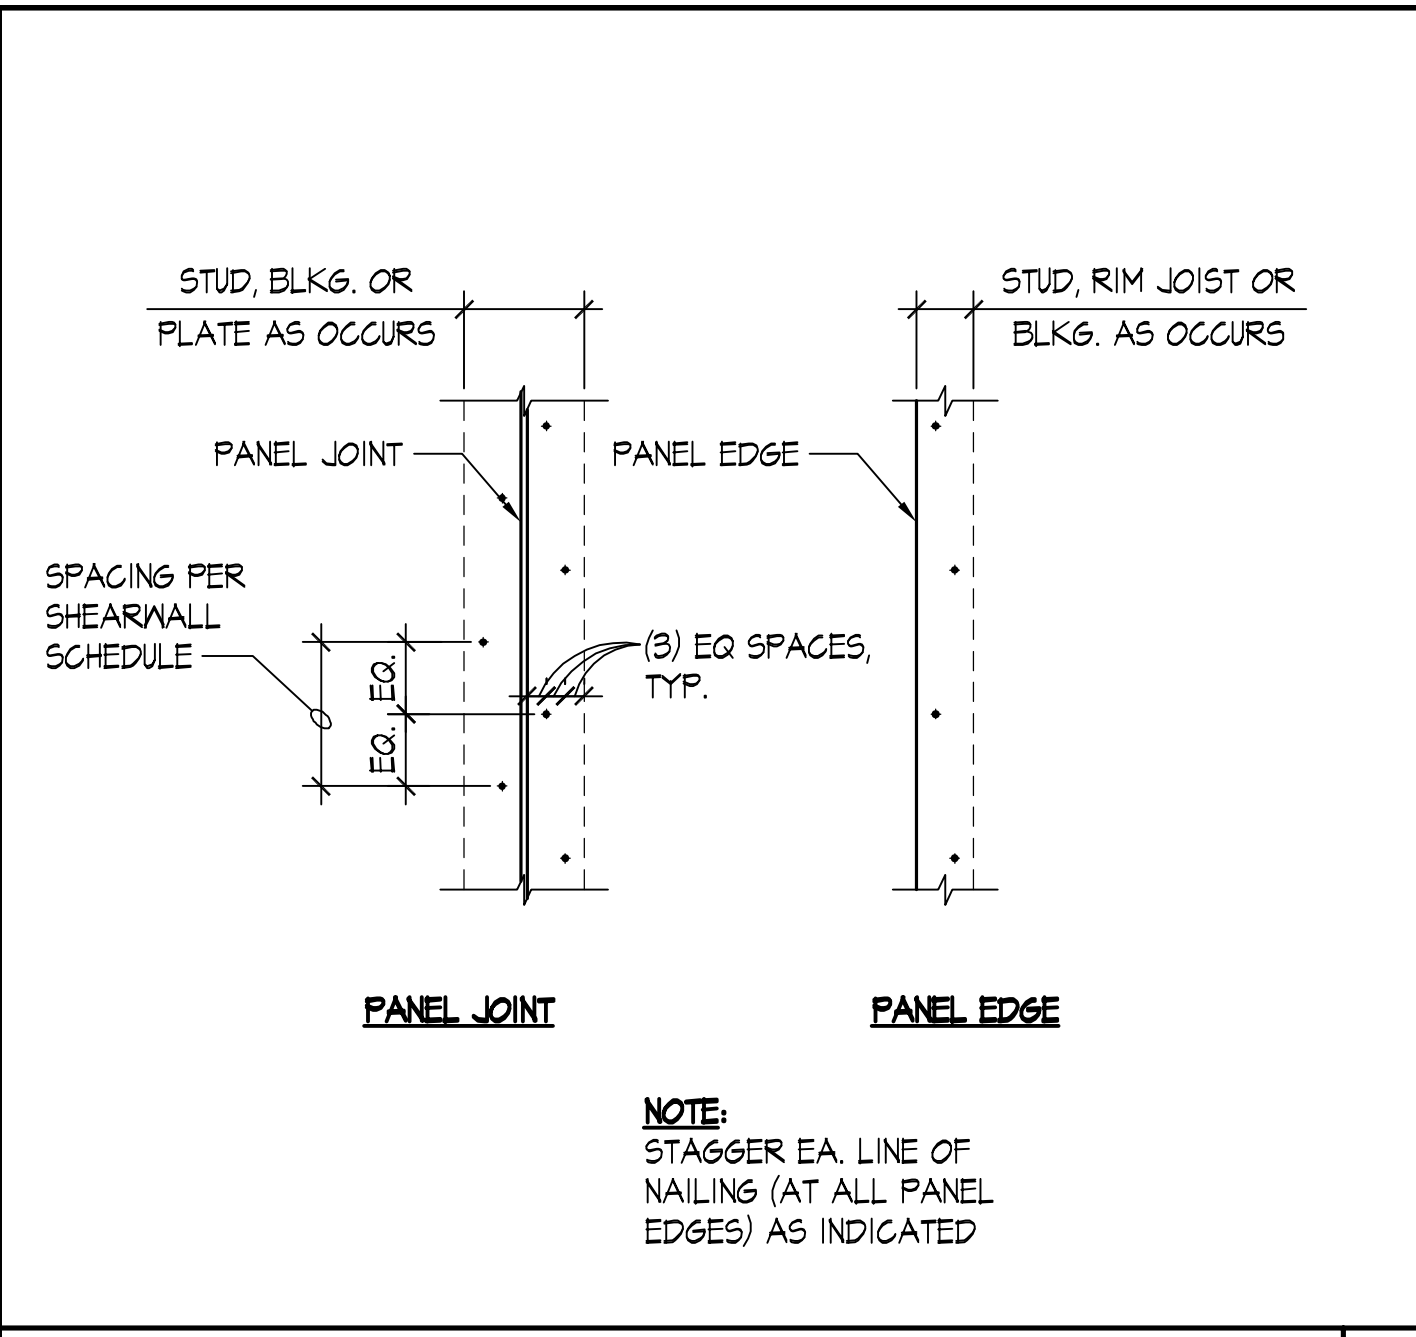 STUD, BLKG. OR
PLATE AS OCCURS
STUD, RIM JOIST OR
BLKG. AS OCCURS
PANEL JOINT
PANEL EDGE
SPACING PER
SHEARWALL
SCHEDULE
EQ.
EQ.
(3) EQ SPACES,
TYP.
PANEL JOINT
PANEL EDGE
NOTE:
STAGGER EA. LINE OF
NAILING (AT ALL PANEL
EDGES) AS INDICATED